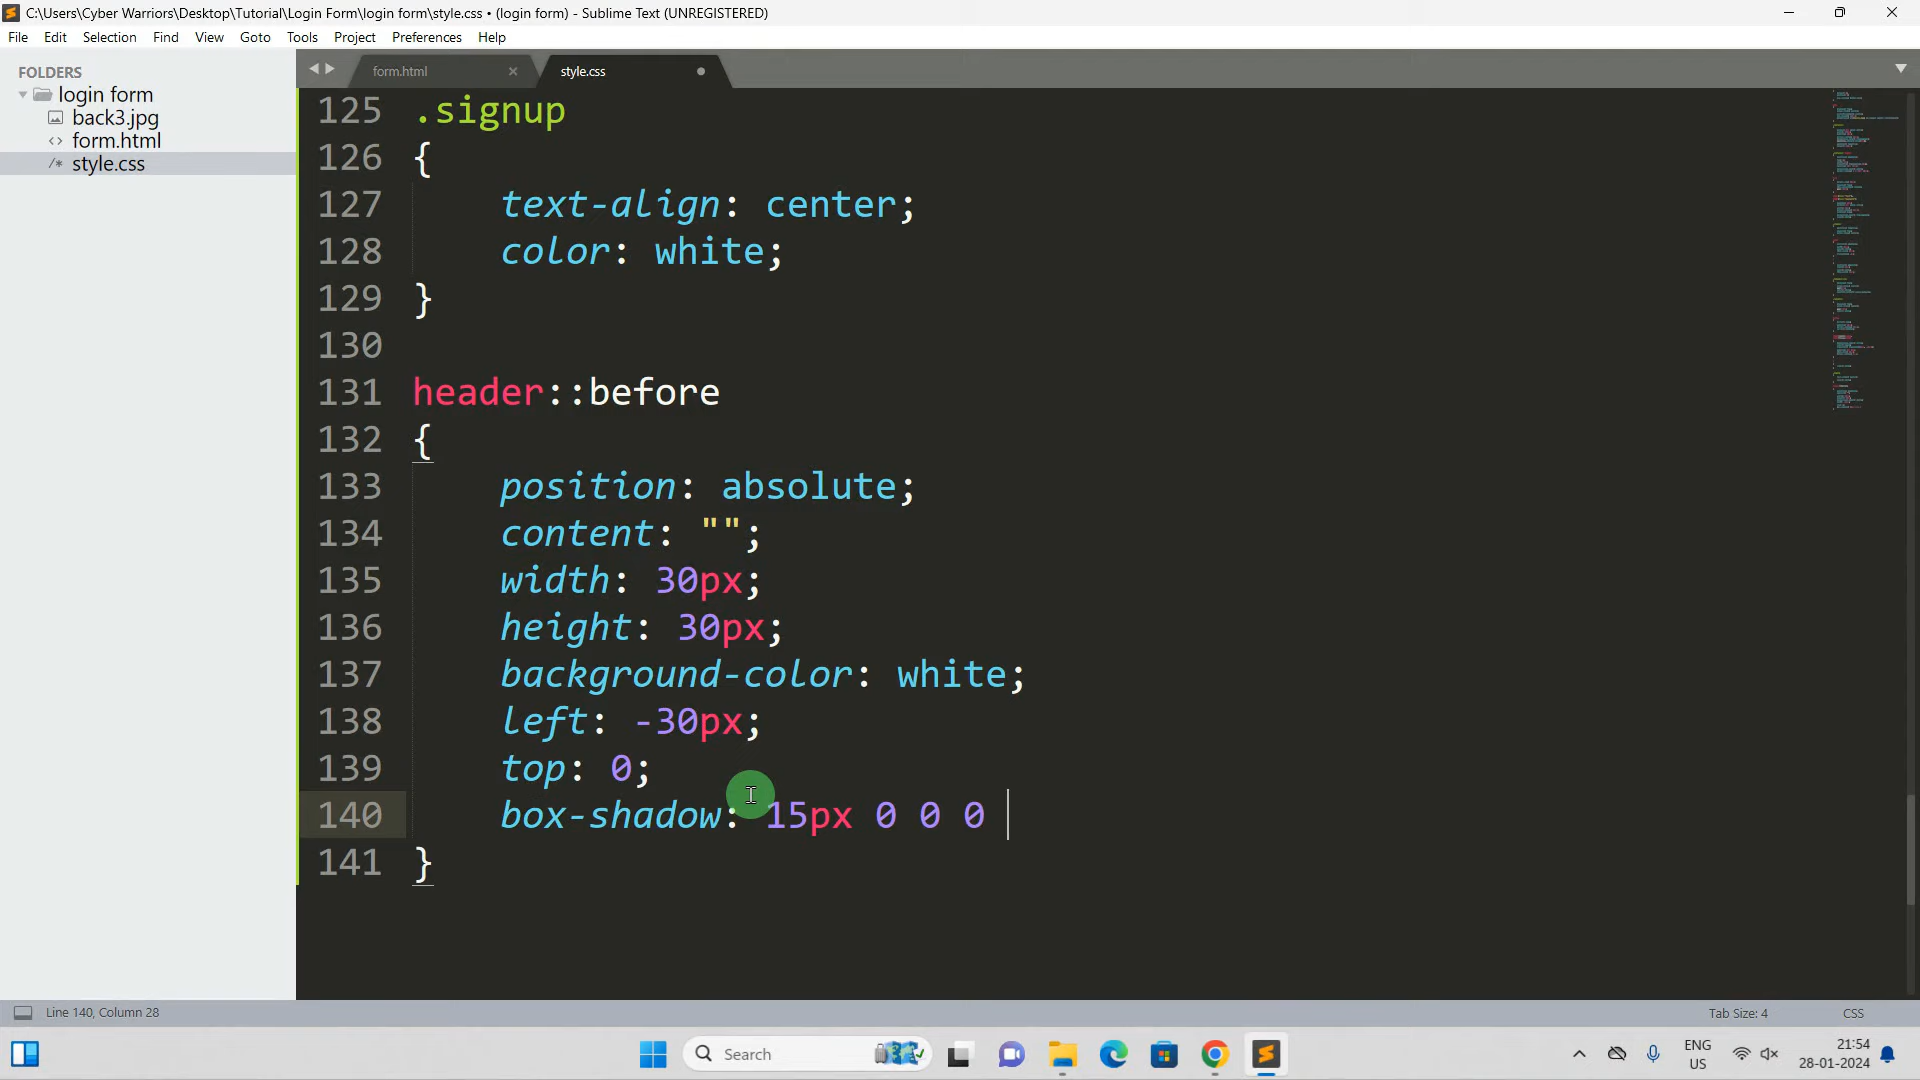 C:\Users\Cyber Warriors\Desktop\Tutorial\Login Form\login form\style.css • (login form) - Sublime Text (UNREGISTERED)
File Edit Selection Find View Goto Tools Project Preferences Help
FOLDERS
login form
back3.jpg
form.html
style.css
form.html
style.css
125 .signup
126 {
127 text-align: center;
128 color: white;
129 }
130
131 header::before
132 {
133 position: absolute;
134 content: "";
135 width: 30px;
136 height: 30px;
137 background-color: white;
138 left: -30px;
139 top: 0;
140 box-shadow: 15px 0 0 0
141 }
Line 140, Column 28
Tab Size: 4
CSS
Search
ENG
US
21:54
28-01-2024